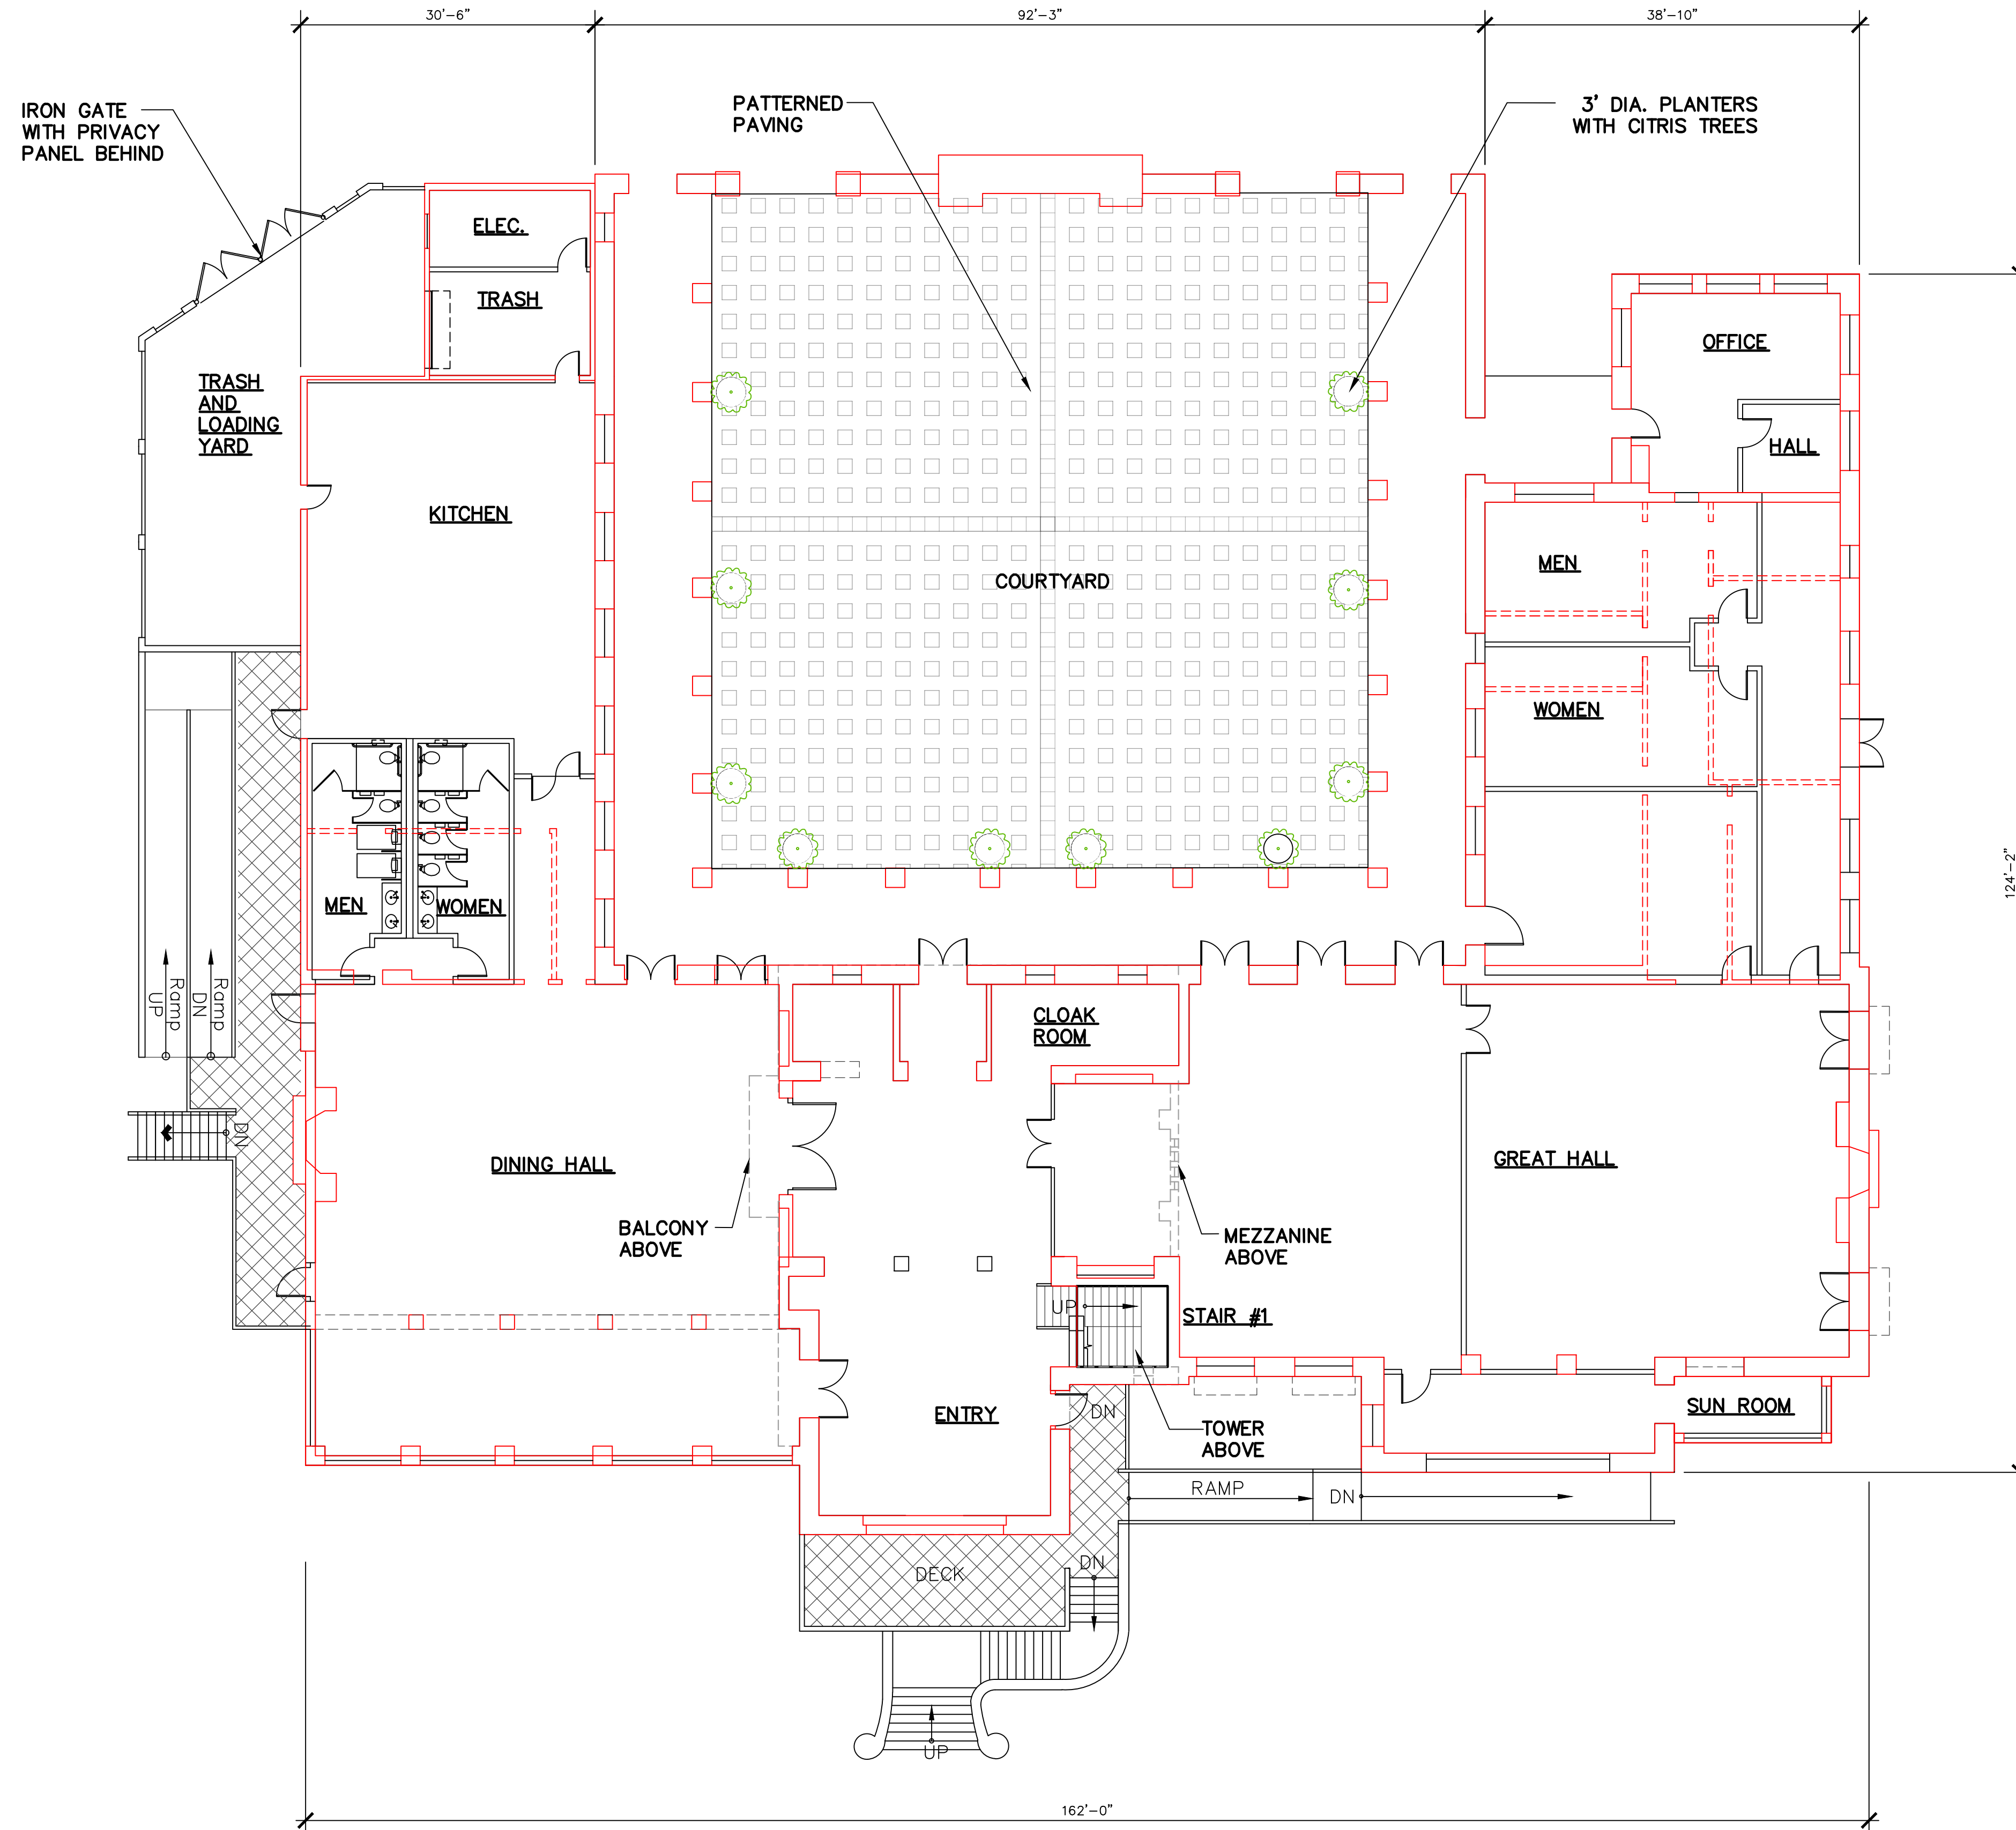 30'-6"
92'-3"
38'-10"
IRON GATE
WITH PRIVACY
PANEL BEHIND
PATTERNED
PAVING
3' DIA. PLANTERS
WITH CITRIS TREES
ELEC.
TRASH
OFFICE
TRASH
AND
LOADING
YARD
HALL
KITCHEN
MEN
COURTYARD
WOMEN
124'-2"
MEN
WOMEN
Ramp
UP
Ramp
DN
CLOAK
ROOM
DN
DINING HALL
GREAT HALL
BALCONY
ABOVE
MEZZANINE
ABOVE
UP
STAIR #1
SUN ROOM
ENTRY
DN
TOWER
ABOVE
RAMP
DN
DN
DECK
UP
162'-0"